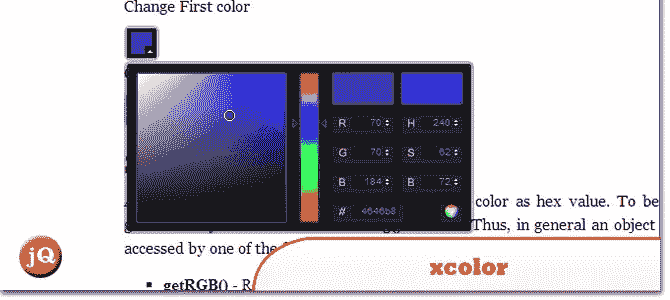 Change First color
R 70 H 240
G 70 S 62
B 184 B 72
# 4646b8
color as hex value. To be
Thus, in general an object
accessed by one of the
getRGB() - R
jQ
xcolor